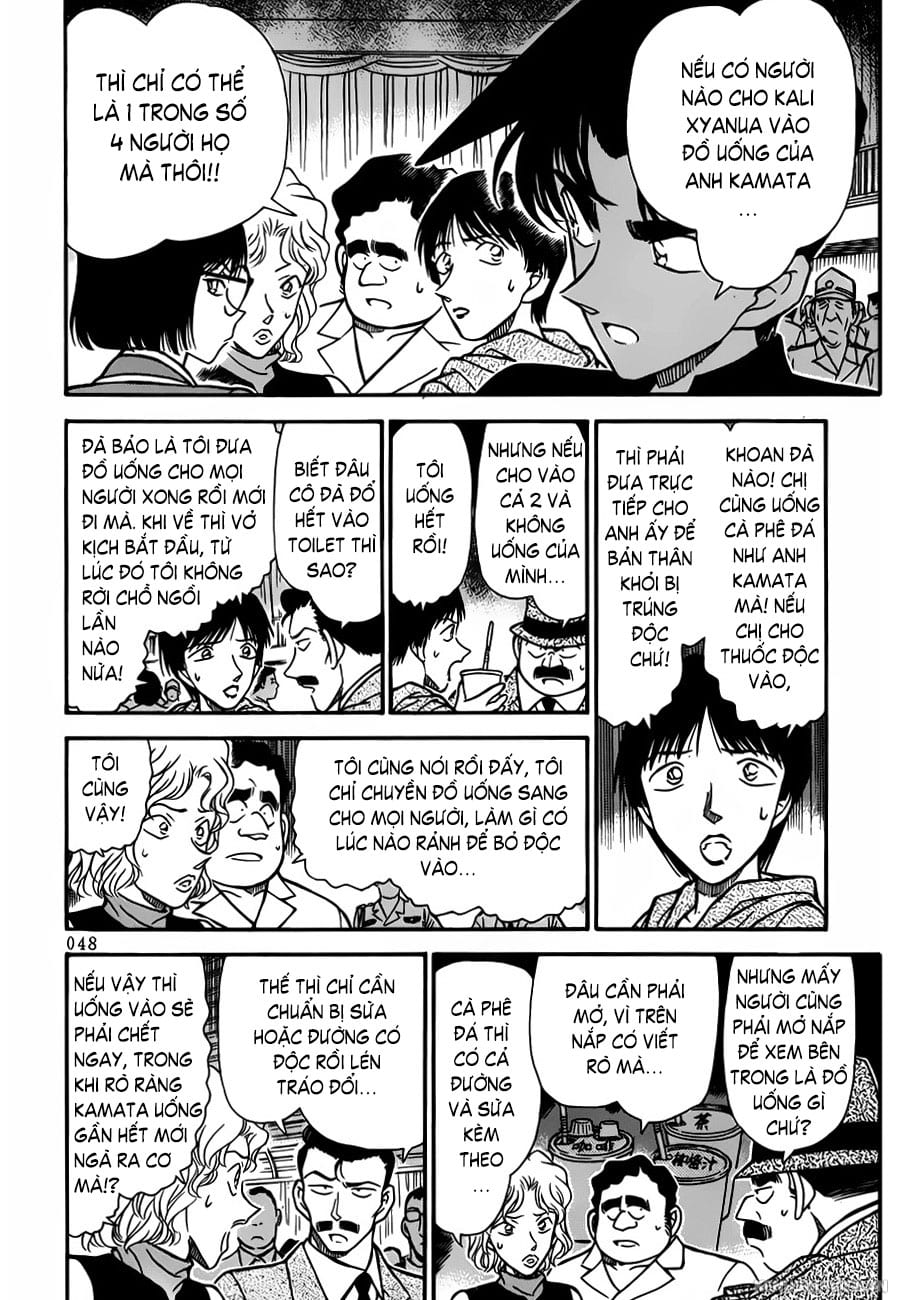 NẾU CÓ NGƯỜI
NÀO CHO KALI
XYANUA VÀO
ĐỒ UỐNG CỦA
ANH KAMATA
...
THÌ CHỈ CÓ THỂ
LÀ 1 TRONG SỐ
4 NGƯỜI HỌ
MÀ THÔI!!
KHOAN ĐÃ
NÀO! CHỊ
CŨNG UỐNG
CÀ PHÊ ĐÁ
NHƯ ANH
KAMATA
MÀ! NẾU
CHỊ CHO
THUỐC ĐỘC
VÀO,
THÌ PHẢI
ĐƯA TRỰC
TIẾP CHO
ANH ẤY ĐỂ
BẢN THÂN
KHỎI BỊ
TRÚNG
ĐỘC
CHỨ!
NHƯNG NẾU
CHO VÀO
CẢ 2 VÀ
KHÔNG
UỐNG CỦA
MÌNH...
TÔI
UỐNG
HẾT
RỒI!
BIẾT ĐÂU
CÔ ĐÃ ĐỔ
HẾT VÀO
TOILET THÌ
SAO?
ĐÃ BẢO LÀ TÔI ĐƯA
ĐỒ UỐNG CHO MỌI
NGƯỜI XONG RỒI MỚI
ĐI MÀ. KHI VỀ THÌ VỞ
KỊCH BẮT ĐẦU, TỪ
LÚC ĐÓ TÔI KHÔNG
RỜI CHỖ NGỒI
LẦN
NÀO
NỮA!
TÔI CŨNG NÓI RỒI ĐẤY, TÔI
CHỈ CHUYỀN ĐỒ UỐNG SANG
CHO MỌI NGƯỜI, LÀM GÌ CÓ
LÚC NÀO RẢNH ĐỂ BỎ ĐỘC
VÀO...
TÔI
CŨNG
VẬY!
048
NHƯNG MẤY
NGƯỜI CŨNG
PHẢI MỞ NẮP
ĐỂ XEM BÊN
TRONG LÀ ĐỒ
UỐNG GÌ
CHỨ?
ĐÂU CẦN PHẢI
MỞ, VÌ TRÊN
NẮP CÓ VIẾT
RÕ MÀ...
茶
CÀ PHÊ
ĐÁ THÌ
CÓ CẢ
ĐƯỜNG
VÀ SỮA
KÈM
THEO
...
THẾ THÌ CHỈ CẦN
CHUẨN BỊ SỮA
HOẶC ĐƯỜNG CÓ
ĐỘC RỒI LÉN
TRÁO ĐỔI...
NẾU VẬY THÌ
UỐNG VÀO SẼ
PHẢI CHẾT
NGAY, TRONG
KHI RÕ RÀNG
KAMATA UỐNG
GẦN HẾT MỚI
NGÃ RA CƠ
MÀ!?